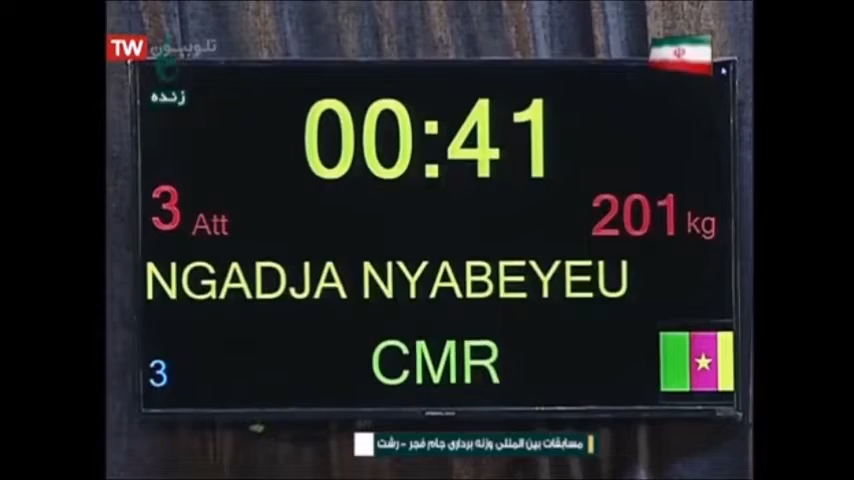 TW تلوبیون
زنده
00:41
3 Att 201 kg
NGADJA NYABEYEU
3 CMR
مسابقات بین المللی وزنه برداری جام فجر - رشت